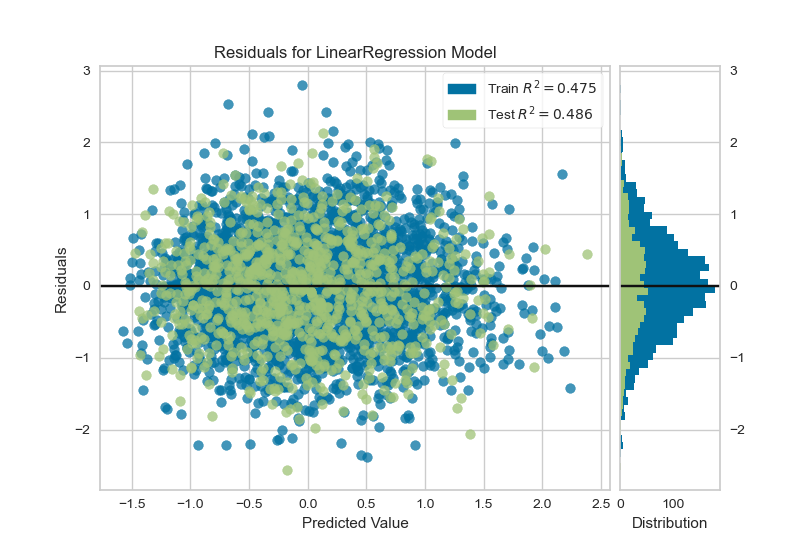 Residuals for LinearRegression Model
Train R² = 0.475
Test R² = 0.486
Residuals
3
2
1
0
−1
−2
−1.5 −1.0 −0.5 0.0 0.5 1.0 1.5 2.0 2.5
Predicted Value
3
2
1
0
−1
−2
0 100
Distribution